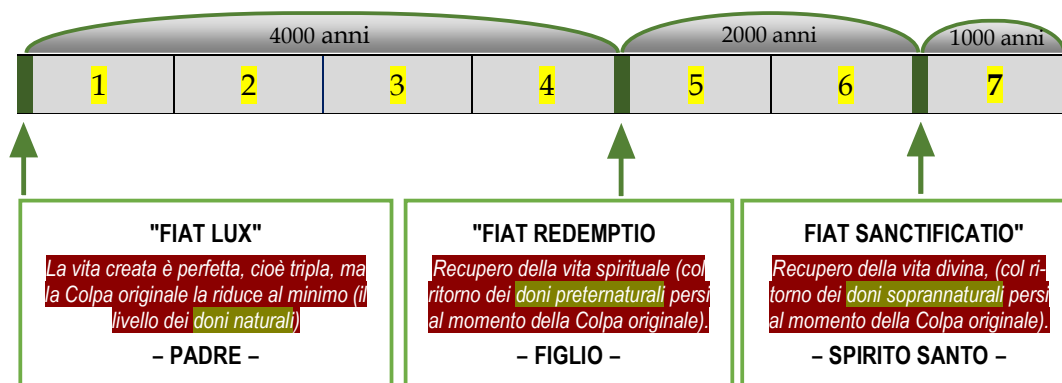 4000 anni
2000 anni
1000 anni
1
2
3
4
5
6
7
"FIAT LUX"
La vita creata è perfetta, cioè tripla, ma
la Colpa originale la riduce al minimo (il
livello dei doni naturali)
– PADRE –
"FIAT REDEMPTIO
Recupero della vita spirituale (col
ritorno dei doni preternaturali persi
al momento della Colpa originale).
– FIGLIO –
FIAT SANCTIFICATIO"
Recupero della vita divina, (col ri-
torno dei doni soprannaturali persi
al momento della Colpa originale).
– SPIRITO SANTO –